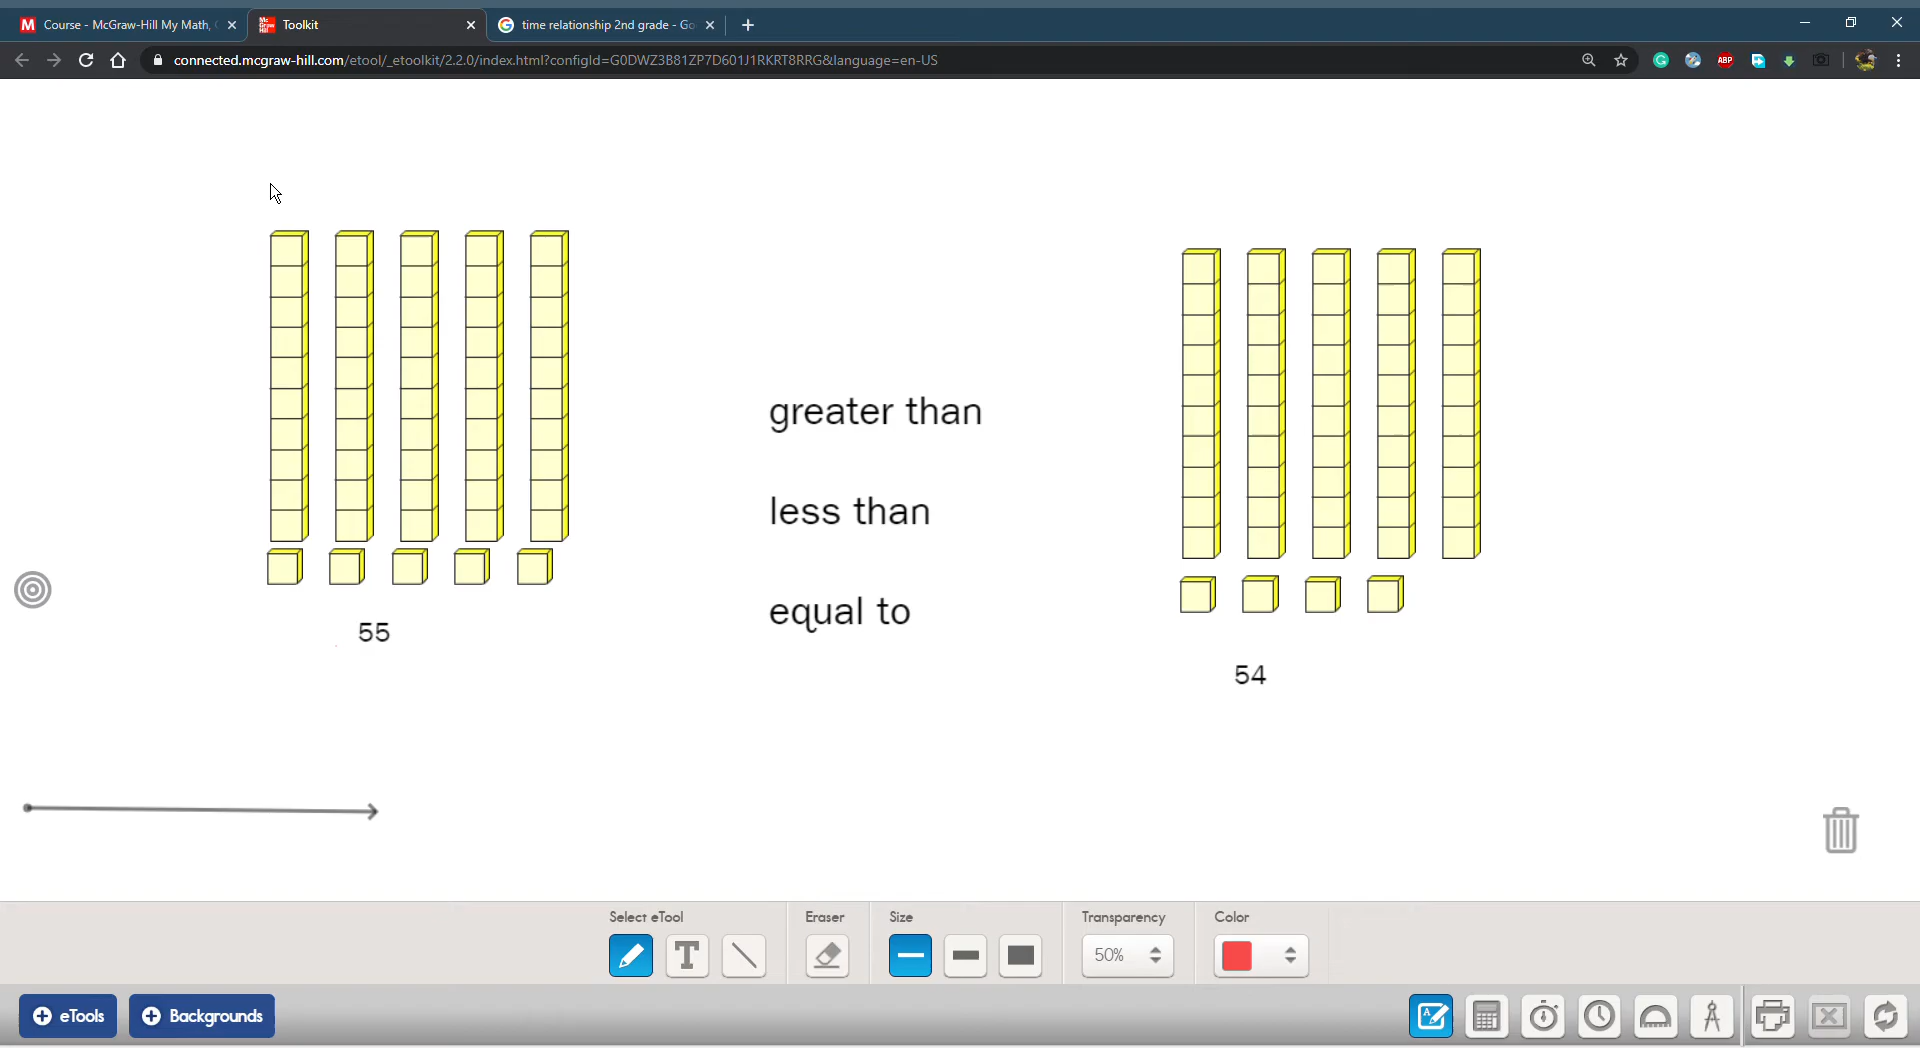 Course - McGraw-Hill My Math,
Toolkit
time relationship 2nd grade - Go
connected.mcgraw-hill.com/etool/_etoolkit/2.2.0/index.html?configId=G0DWZ3B81ZP7D601J1RKRT8RRG&language=en-US
ABP
greater than
less than
equal to
55
54
Select eTool
Eraser
Size
Transparency
Color
T
50%
eTools
Backgrounds